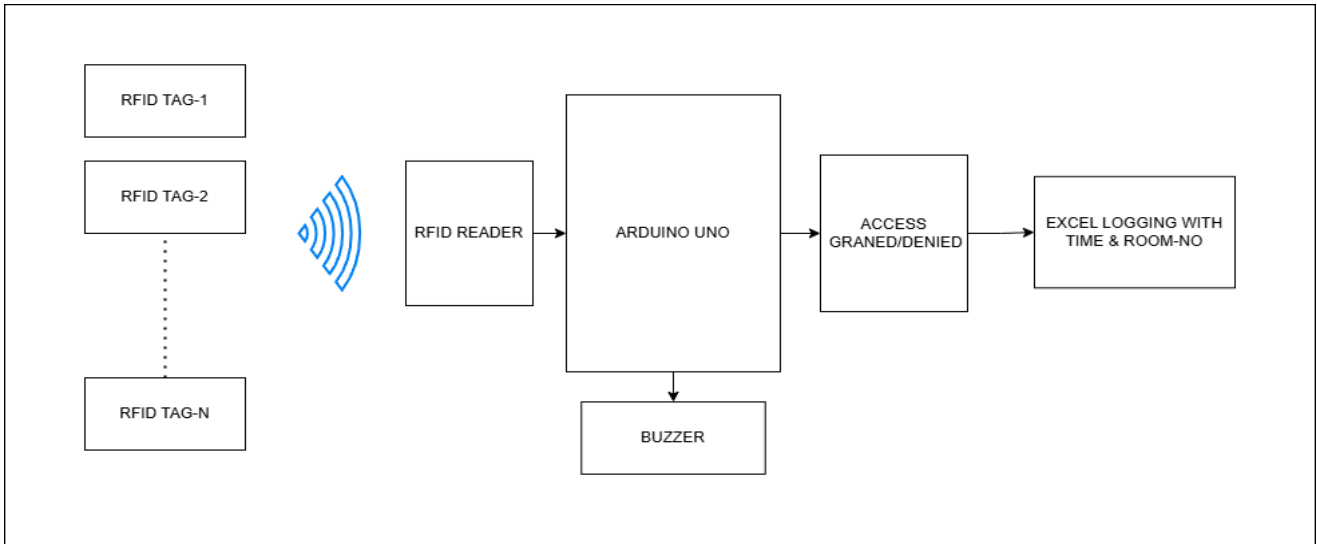 RFID TAG-1
RFID TAG-2
RFID TAG-N
RFID READER
ARDUINO UNO
BUZZER
ACCESS
GRANED/DENIED
EXCEL LOGGING WITH
TIME & ROOM-NO